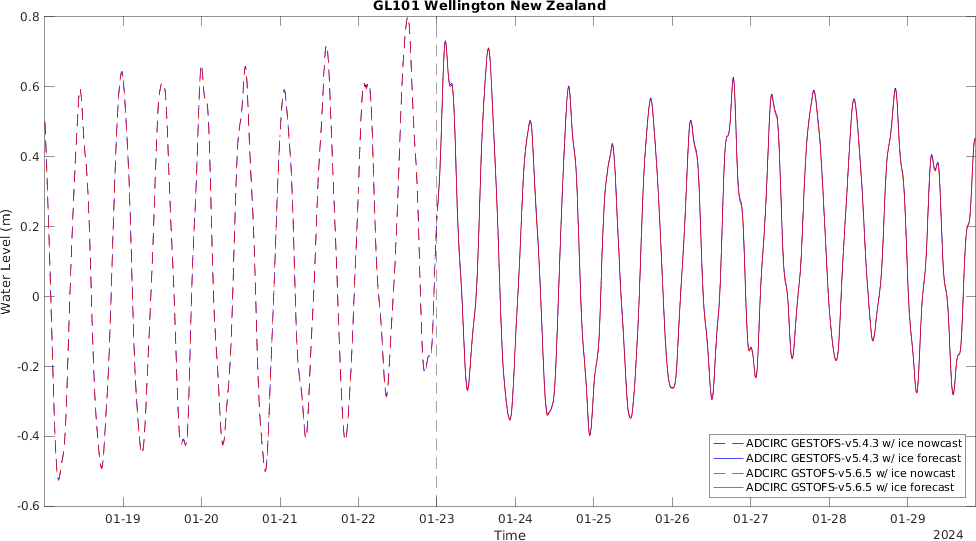 GL101 Wellington New Zealand
0.8
0.6
0.4
0.2
0
-0.2
-0.4
-0.6
Water Level (m)
ADCIRC GESTOFS-v5.4.3 w/ ice nowcast
ADCIRC GESTOFS-v5.4.3 w/ ice forecast
ADCIRC GSTOFS-v5.6.5 w/ ice nowcast
ADCIRC GSTOFS-v5.6.5 w/ ice forecast
01-19 01-20 01-21 01-22 01-23 01-24 01-25 01-26 01-27 01-28 01-29
Time
2024